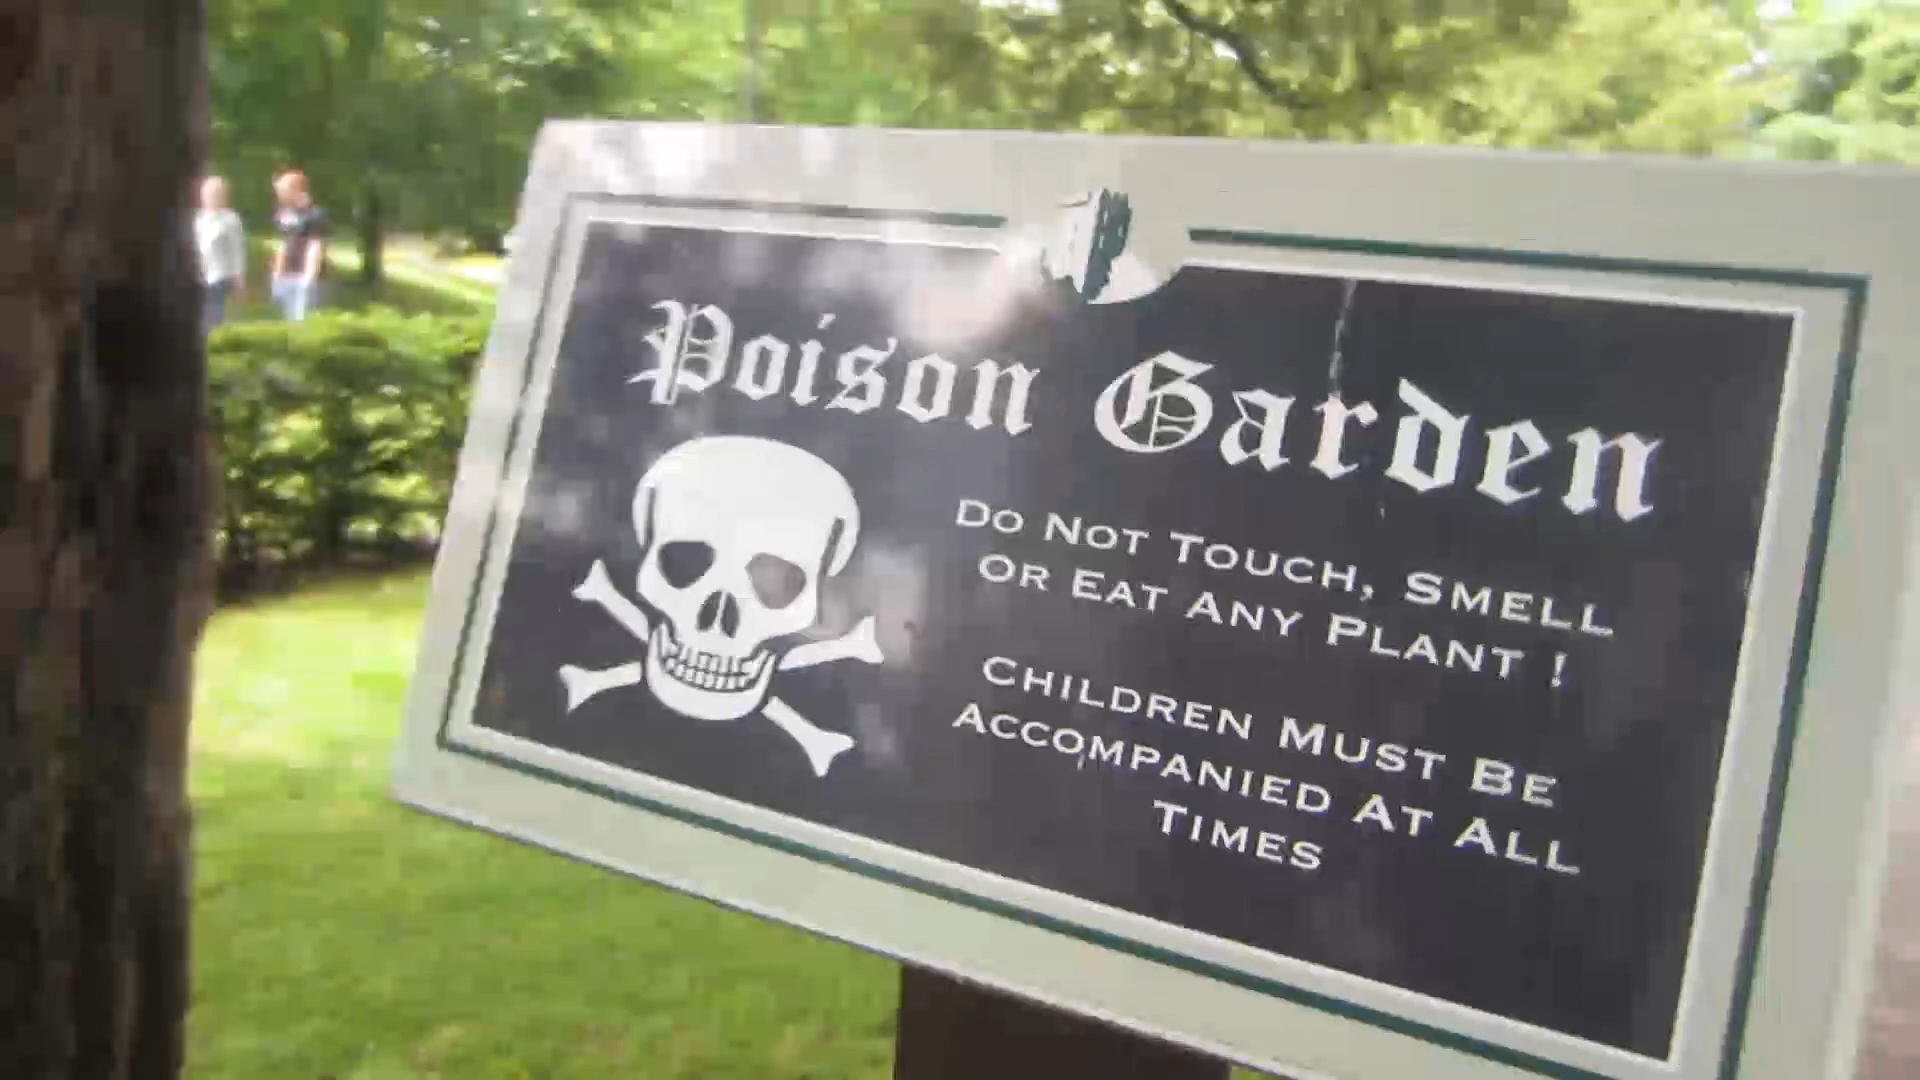 Poison Garden
DO NOT TOUCH, SMELL
OR EAT ANY PLANT !
CHILDREN MUST BE
ACCOMPANIED AT ALL
TIMES